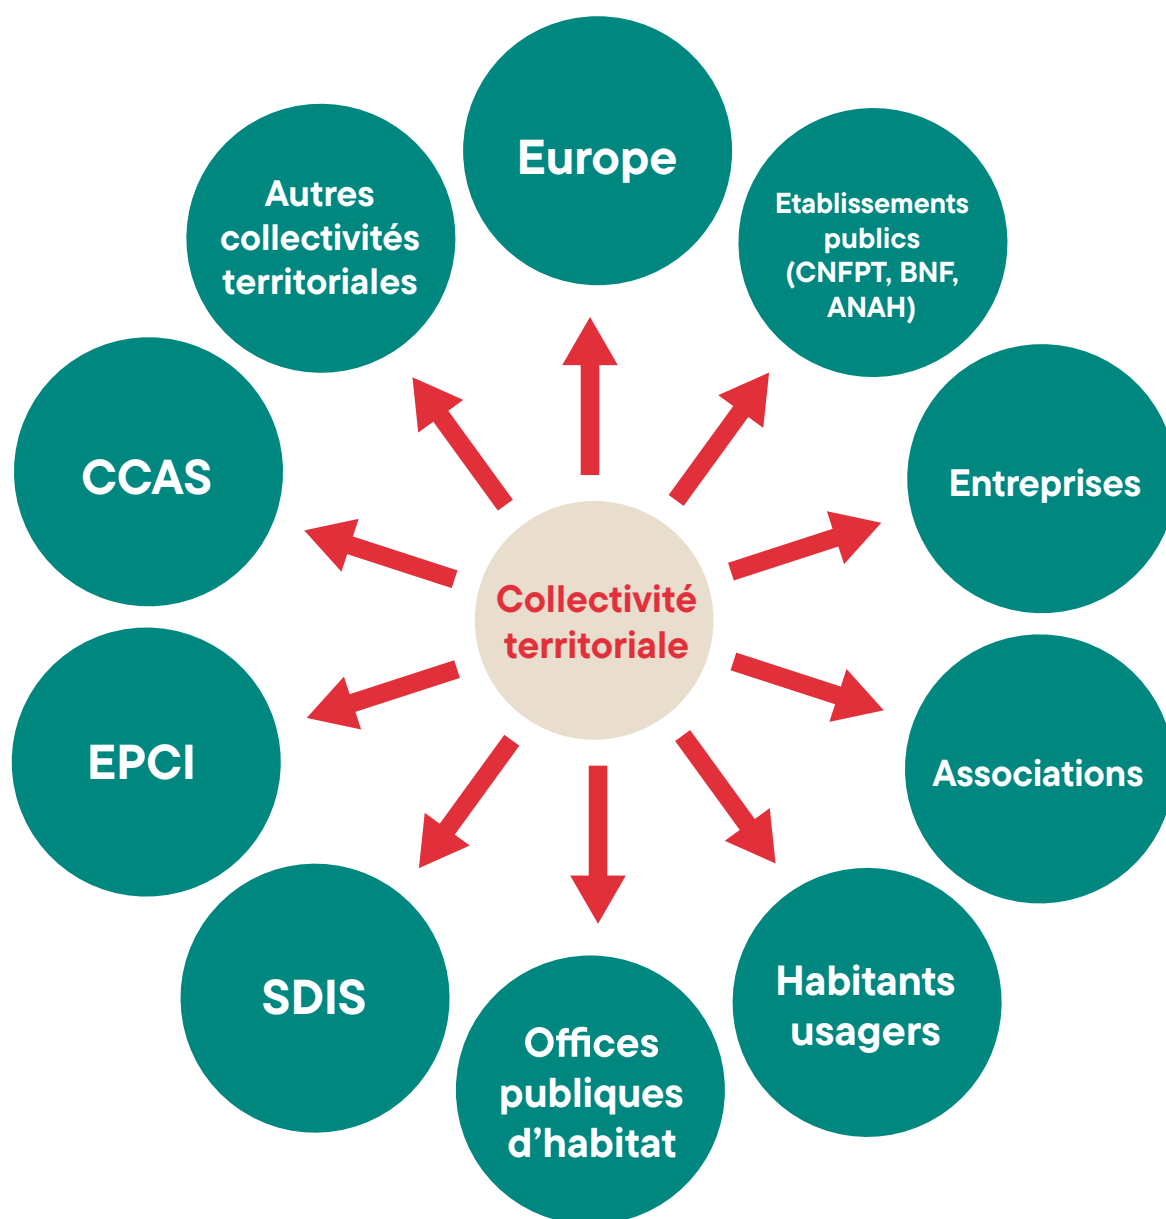 Europe
Autres
collectivités
territoriales
Etablissements
publics
(CNFPT, BNF,
ANAH)
CCAS
Entreprises
Collectivité
territoriale
EPCI
Associations
SDIS
Habitants
usagers
Offices
publiques
d’habitat